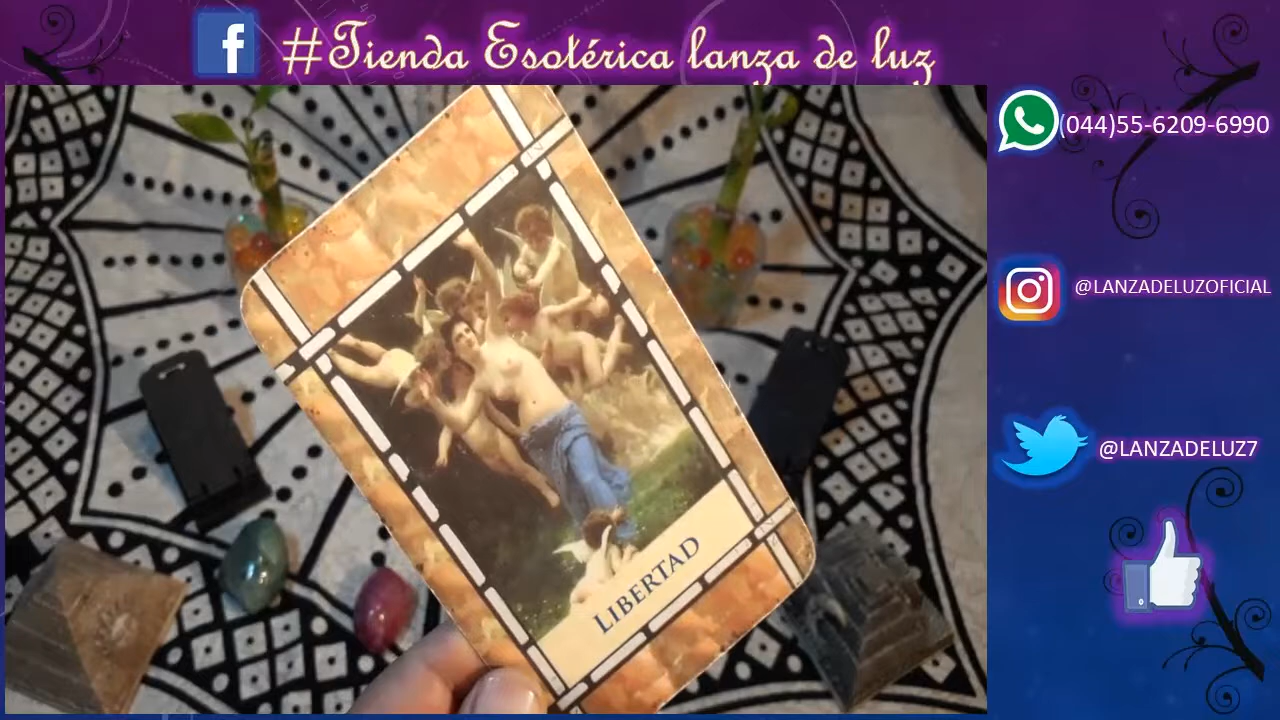 #Tienda Esotérica lanza de luz
(044)55-6209-6990
@LANZADELUZOFICIAL
@LANZADELUZ7
LIBERTAD